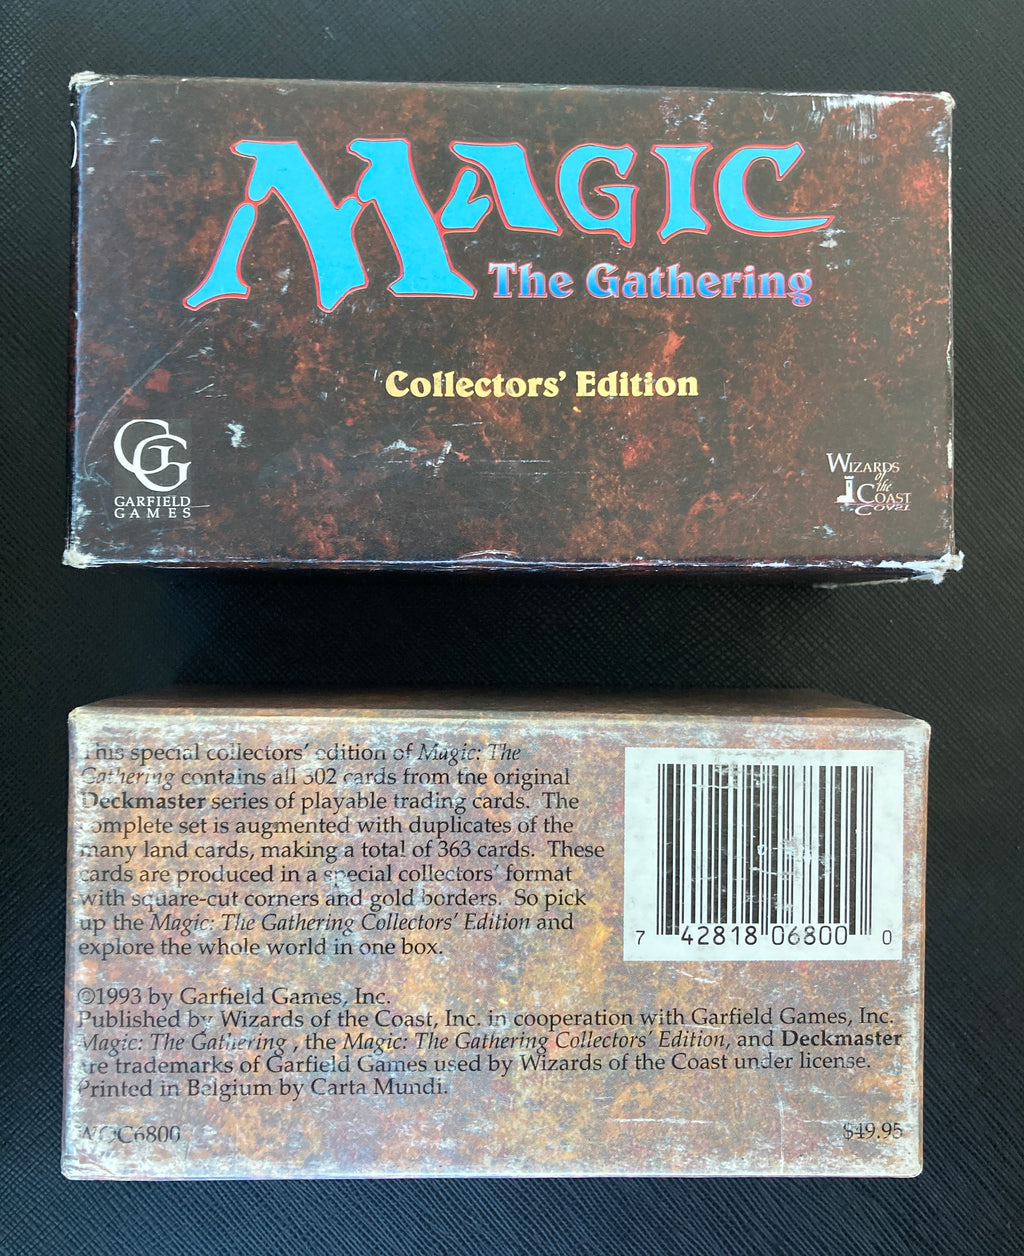 MAGIC
The Gathering
Collectors' Edition
GG
GARFIELD
GAMES
WIZARDS
of
the
COAST
This special collectors' edition of Magic: The
Gathering contains all 302 cards from the original
Deckmaster series of playable trading cards. The
complete set is augmented with duplicates of the
many land cards, making a total of 363 cards. These
cards are produced in a special collectors' format
with square-cut corners and gold borders. So pick
up the Magic: The Gathering Collectors' Edition and
explore the whole world in one box.
7 42818 06800 0
©1993 by Garfield Games, Inc.
Published by Wizards of the Coast, Inc. in cooperation with Garfield Games, Inc.
Magic: The Gathering , the Magic: The Gathering Collectors' Edition, and Deckmaster
are trademarks of Garfield Games used by Wizards of the Coast under license.
Printed in Belgium by Carta Mundi.
WOC6800
$49.95